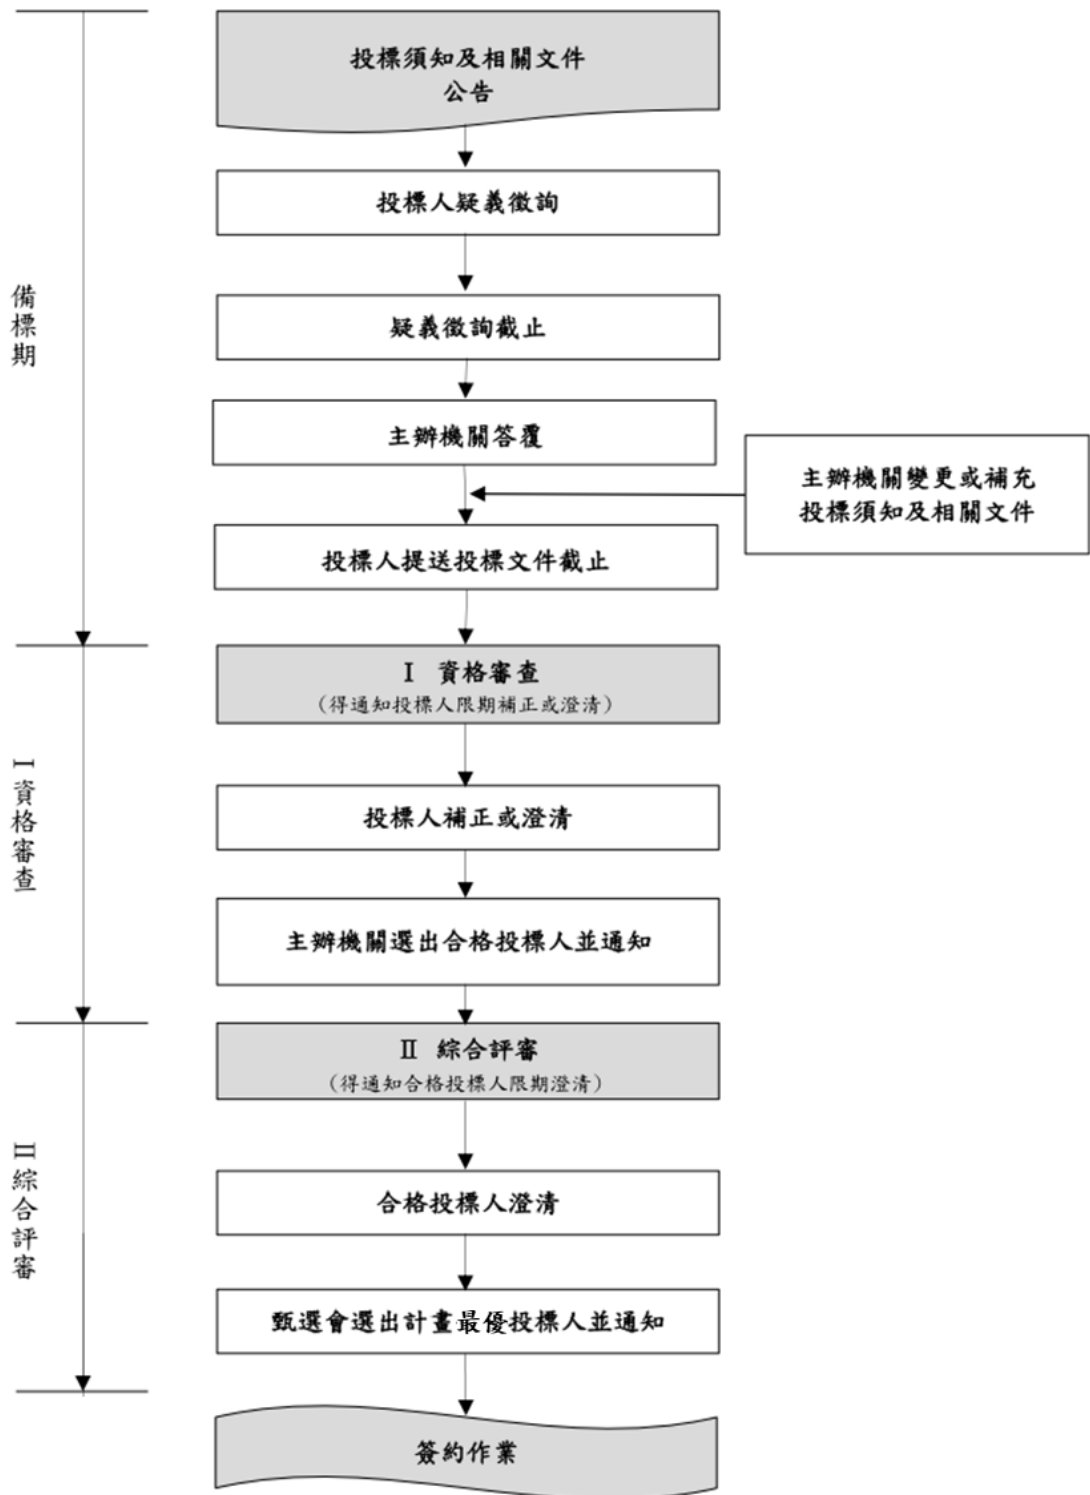 投標須知及相關文件
公告
投標人疑義徵詢
疑義徵詢截止
主辦機關答覆
主辦機關變更或補充
投標須知及相關文件
投標人提送投標文件截止
備標期
Ⅰ 資格審查
(得通知投標人限期補正或澄清)
投標人補正或澄清
主辦機關選出合格投標人並通知
Ⅰ資格審查
Ⅱ 綜合評審
(得通知合格投標人限期澄清)
合格投標人澄清
甄選會選出計畫最優投標人並通知
Ⅱ綜合評審
簽約作業